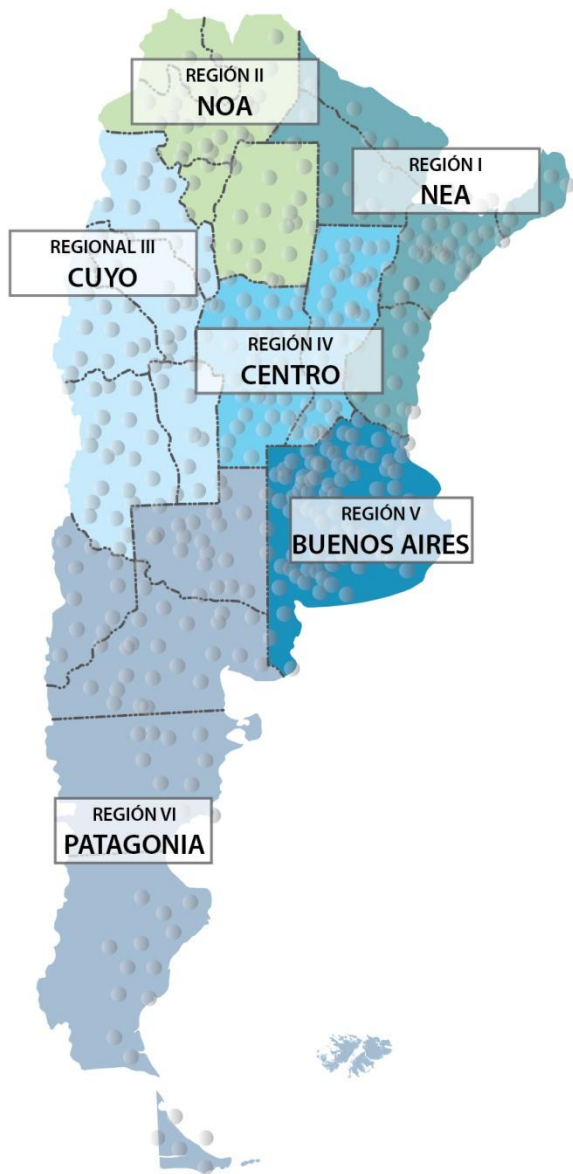 REGIÓN II
NOA
REGIÓN I
NEA
REGIONAL III
CUYO
REGIÓN IV
CENTRO
REGIÓN V
BUENOS AIRES
REGIÓN VI
PATAGONIA